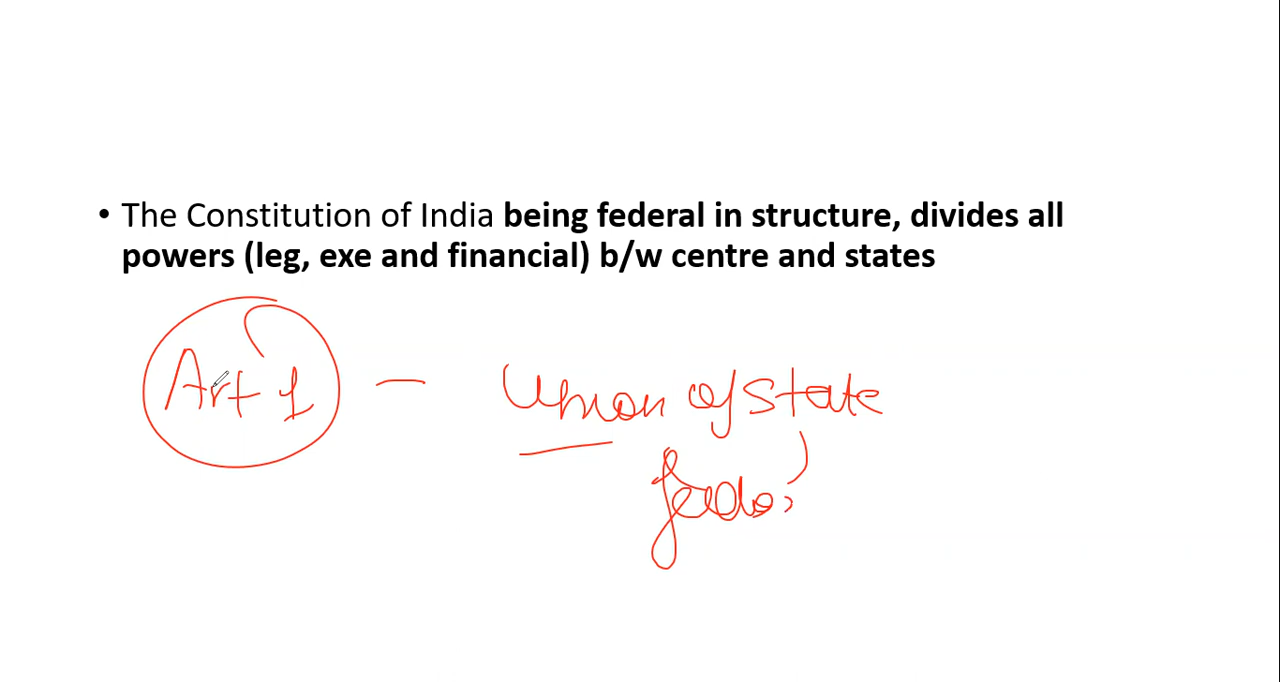 • The Constitution of India being federal in structure, divides all
powers (leg, exe and financial) b/w centre and states
Art 1 — Union of State